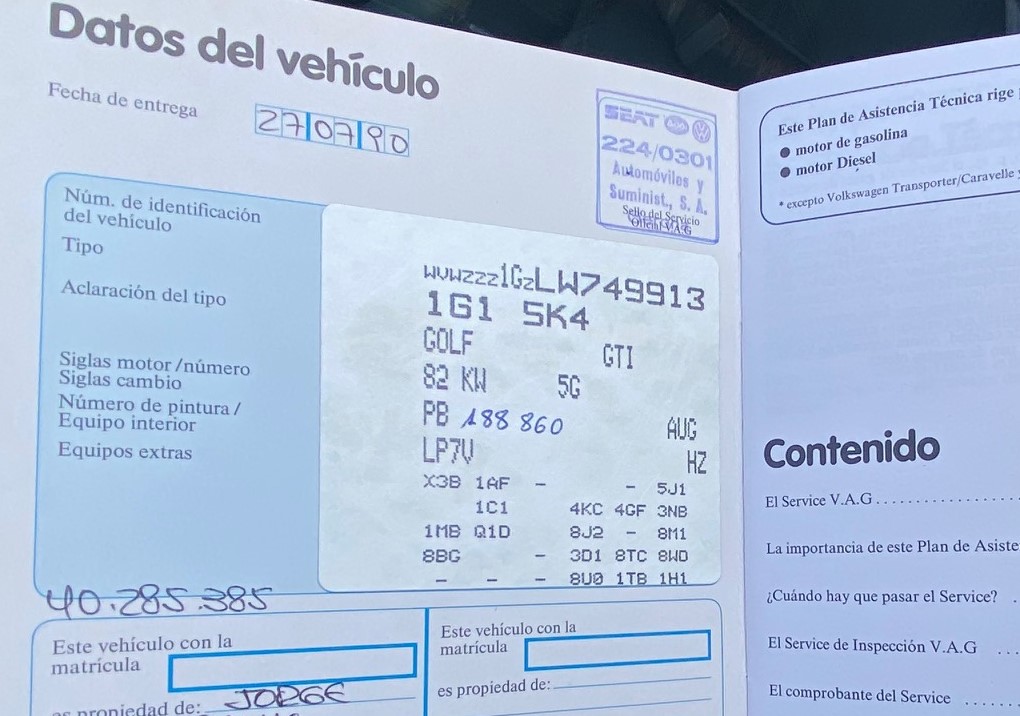 Datos del vehículo
Fecha de entrega
27 07 90
SEAT
224/0301
Automóviles y
Suminist., S. A.
Sello del Servicio
Oficial V.A.G
Núm. de identificación
del vehículo
Tipo
Aclaración del tipo
Siglas motor/número
Siglas cambio
Número de pintura/
Equipo interior
Equipos extras
WVWZZZ1GZLW749913
1G1 5K4
GOLF GTI
82 KW 5G
PB 188 860 AUG
LP7V HZ
X3B 1AF - - 5J1
1C1 4KC 4GF 3NB
1MB Q1D 8J2 - 8M1
8BG - 3D1 8TC 8WD
- - - 8U0 1TB 1H1
40.285.385
Este vehículo con la
matrícula
es propiedad de: JORGE
Este vehículo con la
matrícula
es propiedad de:
Este Plan de Asistencia Técnica rige
● motor de gasolina
● motor Diesel
* excepto Volkswagen Transporter/Caravelle
Contenido
El Service V.A.G
La importancia de este Plan de Asiste
¿Cuándo hay que pasar el Service?
El Service de Inspección V.A.G
El comprobante del Service